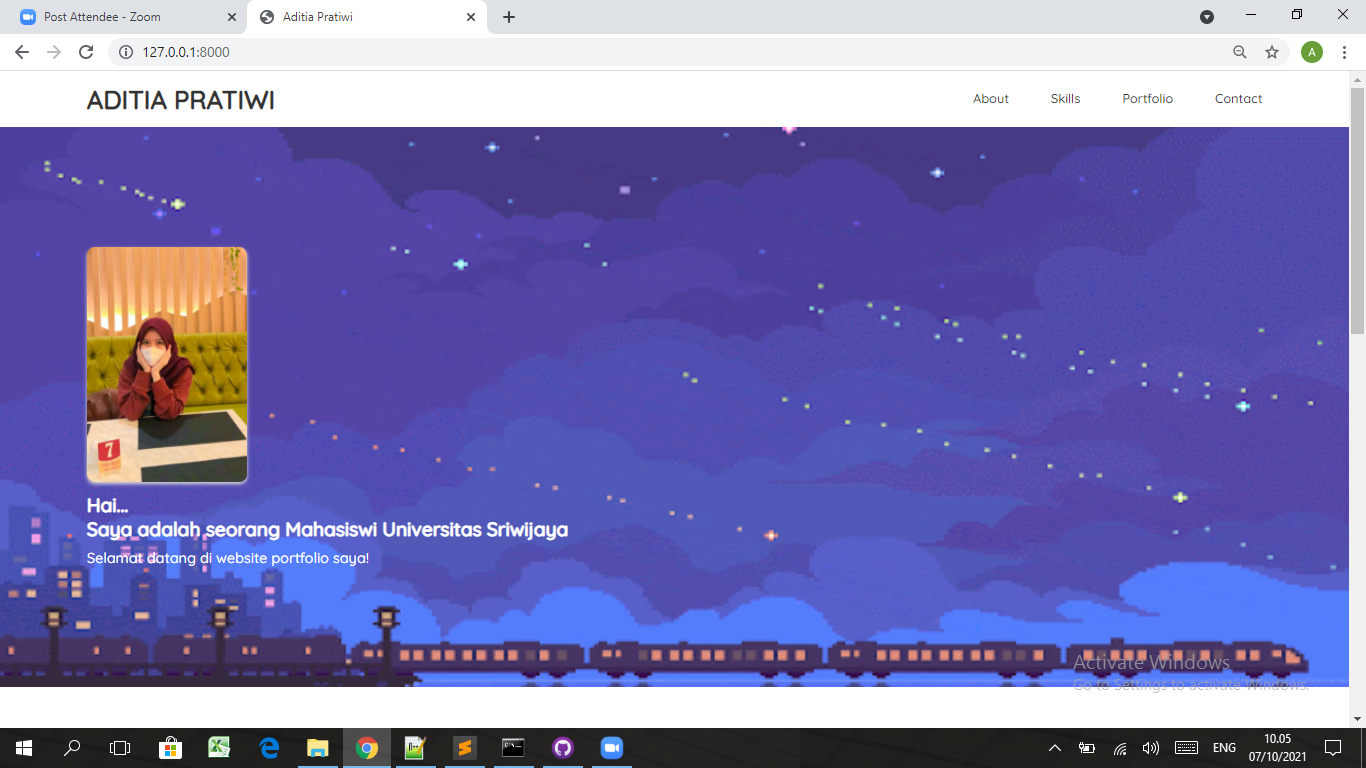 Post Attendee - Zoom
Aditia Pratiwi
127.0.0.1:8000
A
ADITIA PRATIWI
About
Skills
Portfolio
Contact
7
Hai...
Saya adalah seorang Mahasiswi Universitas Sriwijaya
Selamat datang di website portfolio saya!
Activate Windows
Go to Settings to activate Windows.
ENG
10.05
07/10/2021